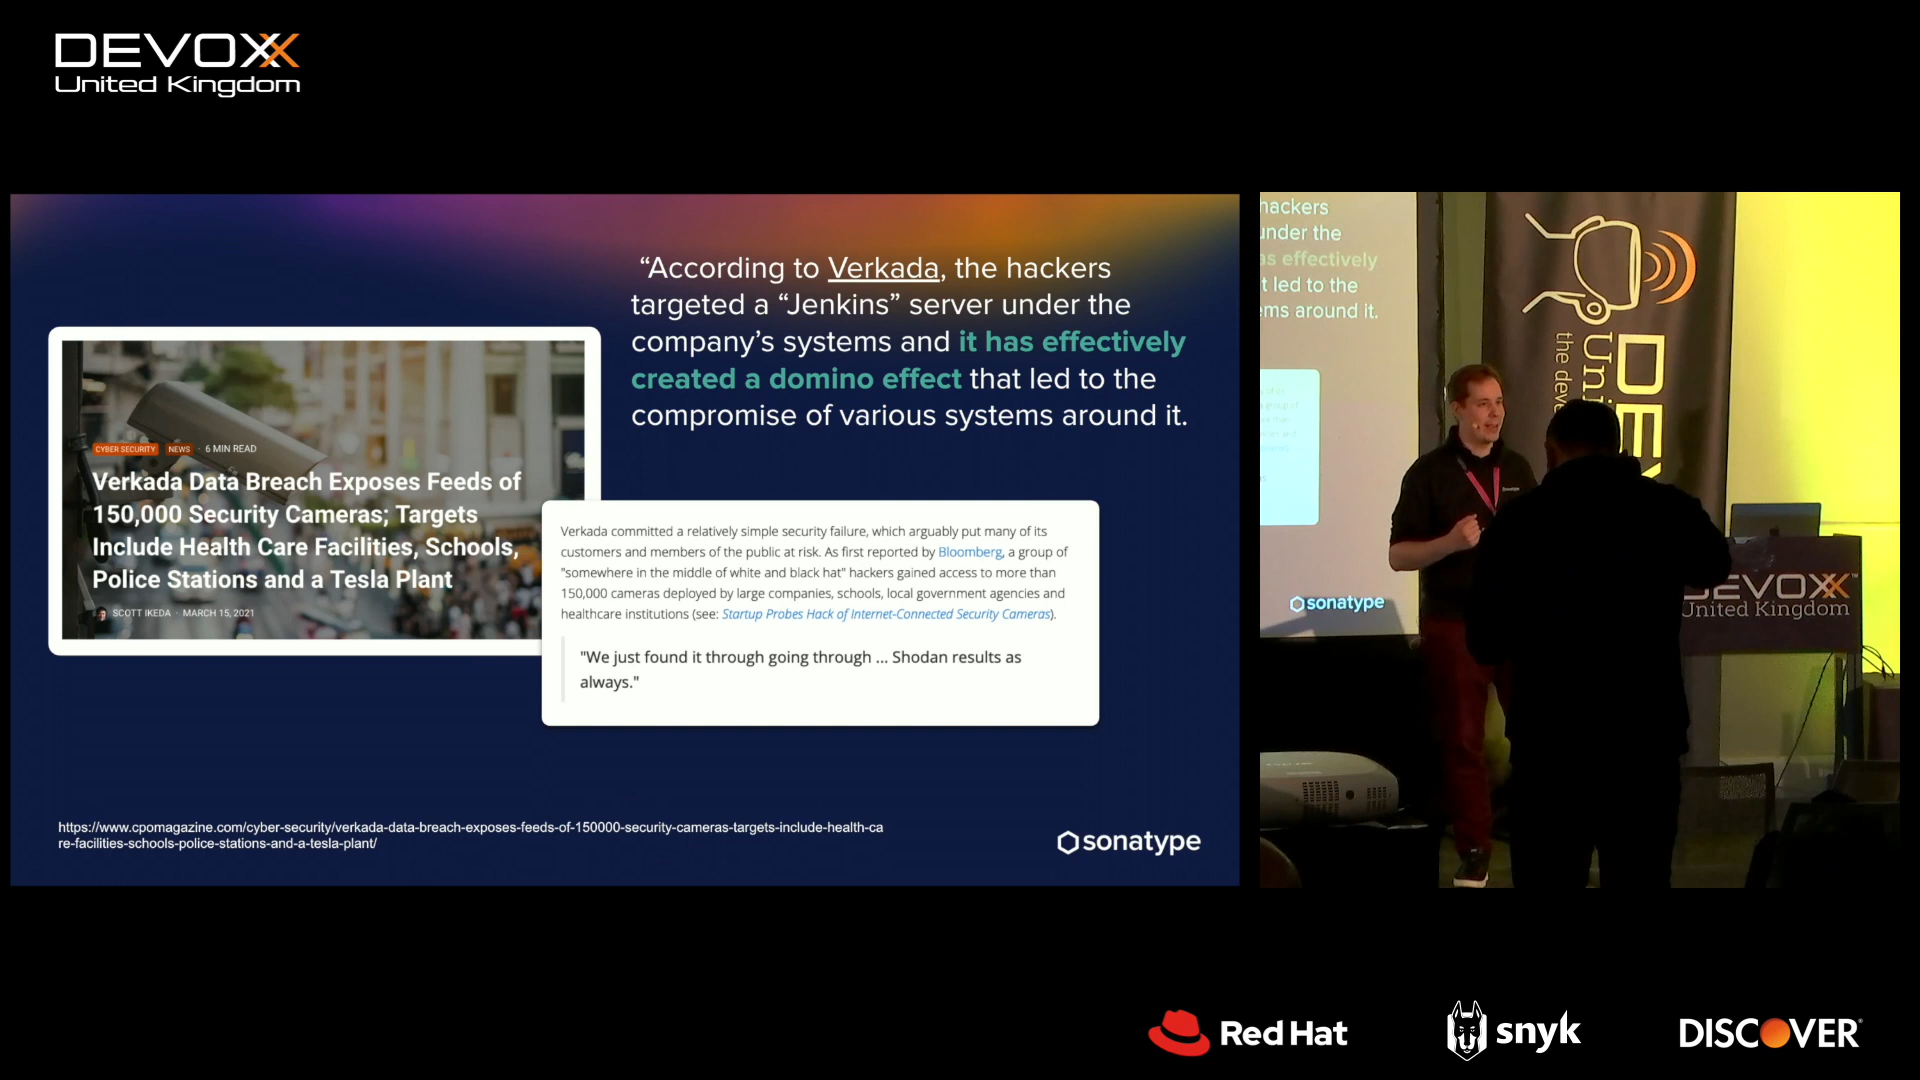 DEVOXX
United Kingdom
“According to Verkada, the hackers
targeted a “Jenkins” server under the
company’s systems and it has effectively
created a domino effect that led to the
compromise of various systems around it.
CYBER SECURITY NEWS · 6 MIN READ
Verkada Data Breach Exposes Feeds of
150,000 Security Cameras; Targets
Include Health Care Facilities, Schools,
Police Stations and a Tesla Plant
SCOTT IKEDA · MARCH 15, 2021
Verkada committed a relatively simple security failure, which arguably put many of its
customers and members of the public at risk. As first reported by Bloomberg, a group of
"somewhere in the middle of white and black hat" hackers gained access to more than
150,000 cameras deployed by large companies, schools, local government agencies and
healthcare institutions (see: Startup Probes Hack of Internet-Connected Security Cameras).
"We just found it through going through ... Shodan results as
always."
https://www.cpomagazine.com/cyber-security/verkada-data-breach-exposes-feeds-of-150000-security-cameras-targets-include-health-ca
re-facilities-schools-police-stations-and-a-tesla-plant/
sonatype
hackers
under the
as effectively
t led to the
ems around it.
sonatype
DEV
Uni
the dev
DEVOXX™
United Kingdom
Red Hat
snyk
DISCOVER